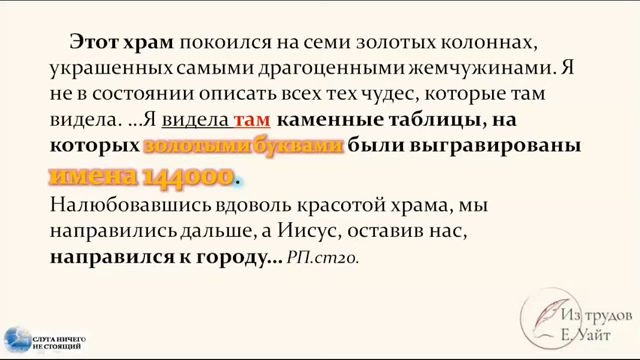 Этот храм покоился на семи золотых колоннах,
украшенных самыми драгоценными жемчужинами. Я
не в состоянии описать всех тех чудес, которые там
видела. ...Я видела там каменные таблицы, на
которых золотыми буквами были выгравированы
имена 144000.
Налюбовавшись вдоволь красотой храма, мы
направились дальше, а Иисус, оставив нас,
направился к городу... РП.ст20.
Из трудов
Е. Уайт
СЛУГА НИЧЕГО
НЕ СТОЯЩИЙ